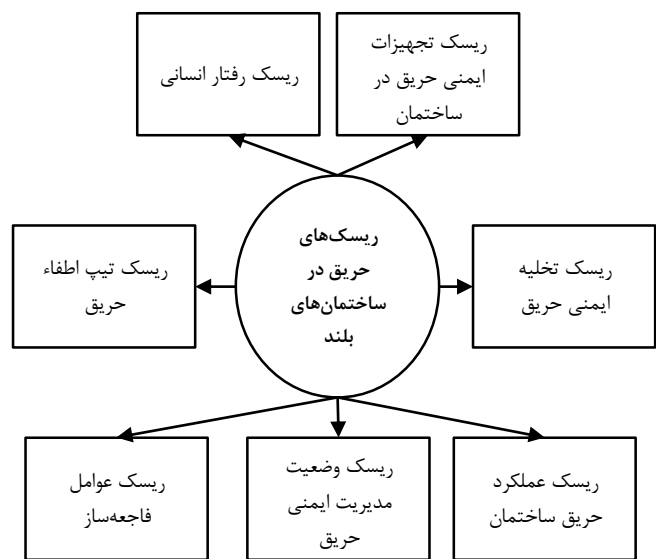 ریسک تجهیزات
ایمنی حریق در
ساختمان
ریسک رفتار انسانی
ریسک‌های
حریق در
ساختمان‌های
بلند
ریسک تخلیه
ایمنی حریق
ریسک تیپ اطفاء
حریق
ریسک عملکرد
حریق ساختمان
ریسک وضعیت
مدیریت ایمنی
حریق
ریسک عوامل
فاجعه‌ساز